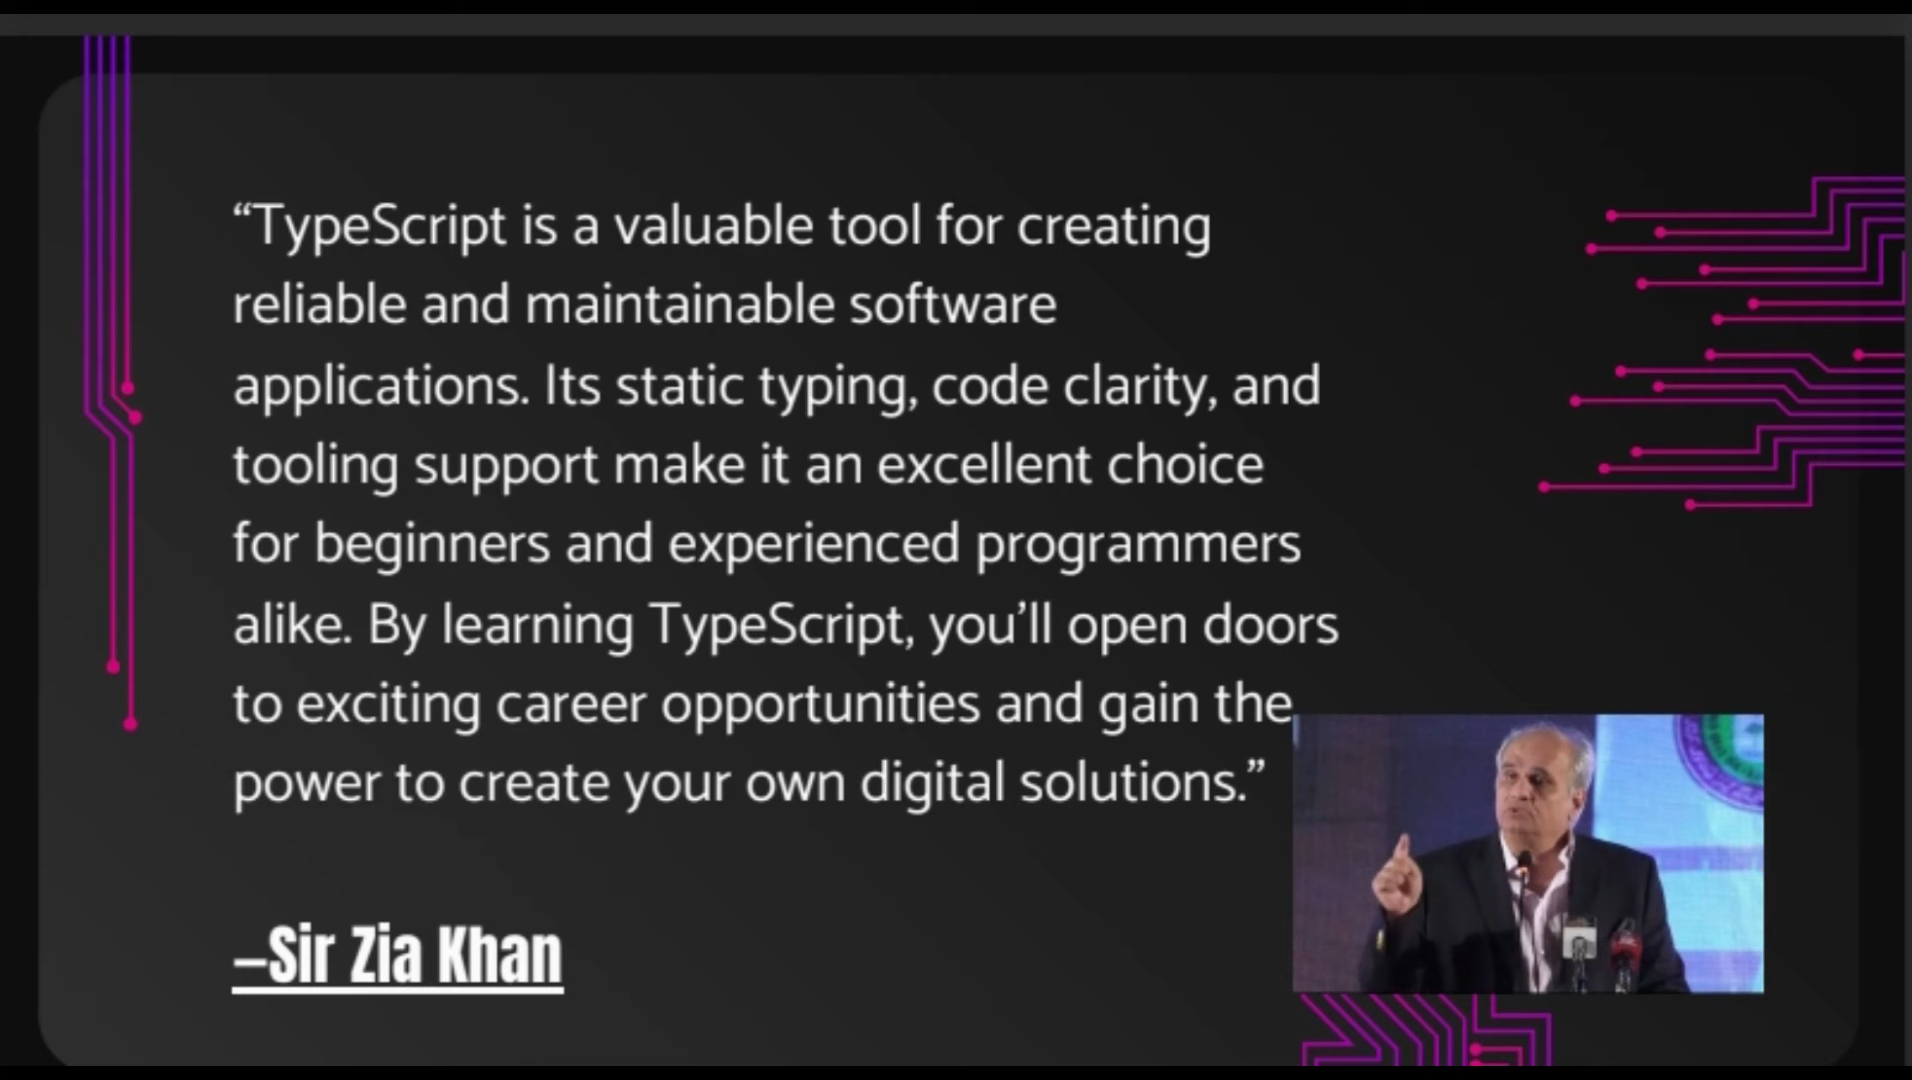 “TypeScript is a valuable tool for creating
reliable and maintainable software
applications. Its static typing, code clarity, and
tooling support make it an excellent choice
for beginners and experienced programmers
alike. By learning TypeScript, you’ll open doors
to exciting career opportunities and gain the
power to create your own digital solutions.”
–Sir Zia Khan